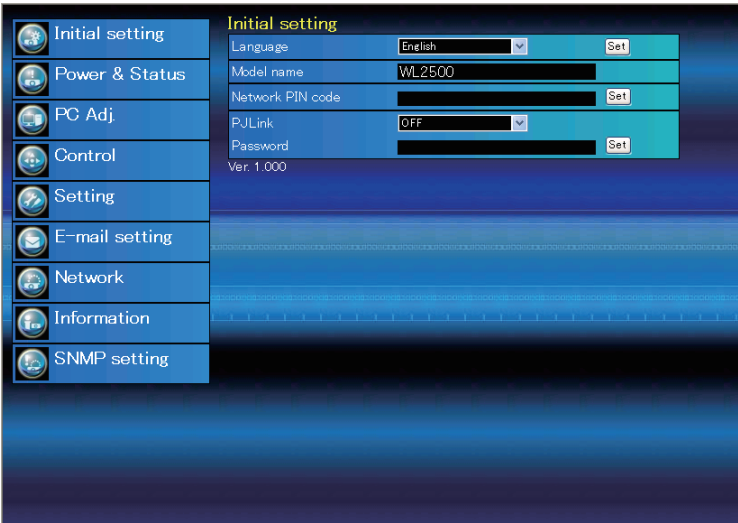 Initial setting
Power & Status
PC Adj.
Control
Setting
E-mail setting
Network
Information
SNMP setting
Initial setting
Language English Set
Model name WL2500
Network PIN code Set
PJLink OFF
Password Set
Ver. 1.000